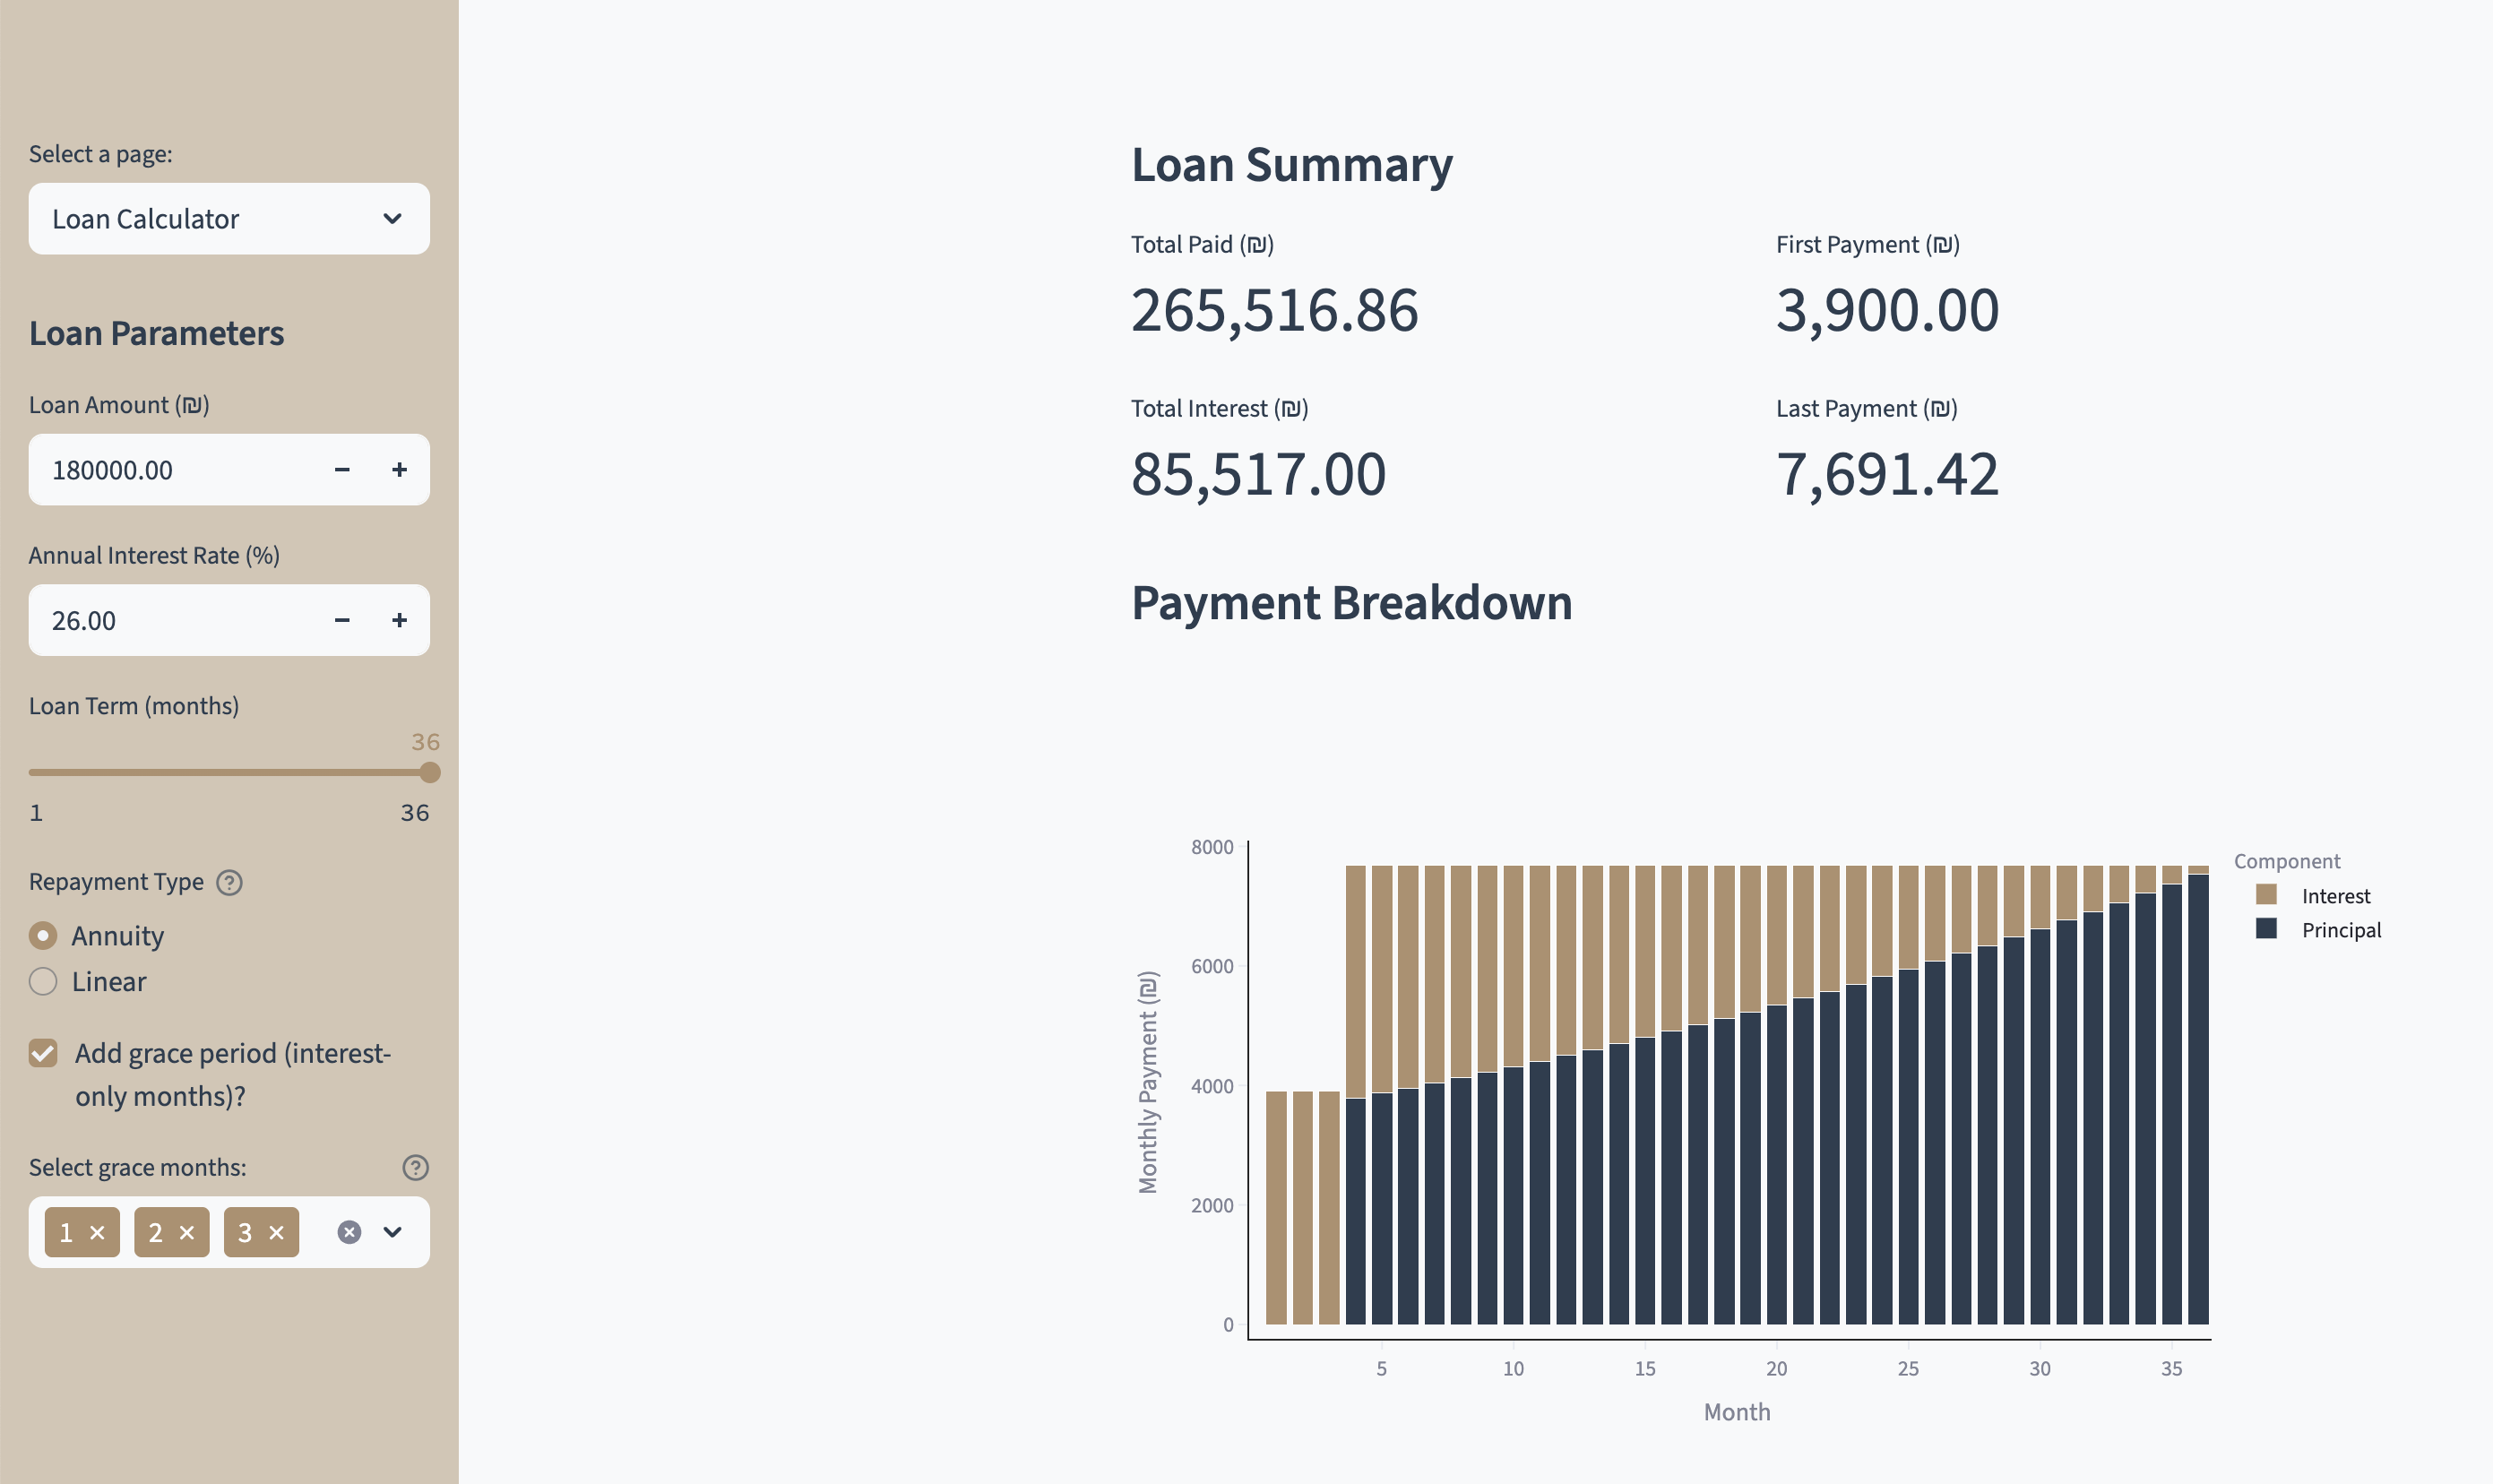 Select a page:
Loan Calculator
Loan Parameters
Loan Amount (₪)
180000.00
Annual Interest Rate (%)
26.00
Loan Term (months)
36
1 36
Repayment Type
Annuity
Linear
Add grace period (interest-
only months)?
Select grace months:
1 2 3
Loan Summary
Total Paid (₪) First Payment (₪)
265,516.86 3,900.00
Total Interest (₪) Last Payment (₪)
85,517.00 7,691.42
Payment Breakdown
Monthly Payment (₪)
8000
6000
4000
2000
0
5 10 15 20 25 30 35
Month
Component
Interest
Principal